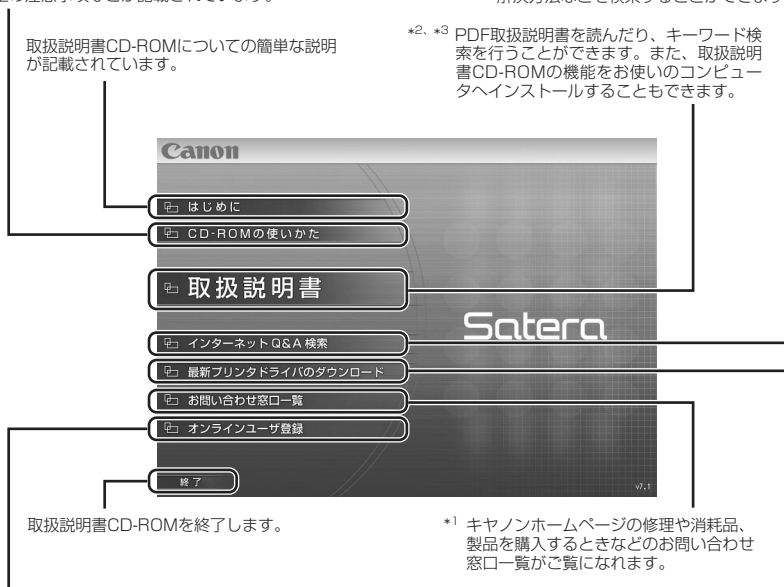 取扱説明書CD-ROMについての簡単な説明
が記載されています。
*2、*3 PDF取扱説明書を読んだり、キーワード検
索を行うことができます。また、取扱説明
書CD-ROMの機能をお使いのコンピュー
タへインストールすることもできます。
Canon
はじめに
CD-ROMの使いかた
取扱説明書
Satera
インターネットQ&A検索
最新プリンタドライバのダウンロード
お問い合わせ窓口一覧
オンラインユーザ登録
終了
v7.1
取扱説明書CD-ROMを終了します。
*1 キヤノンホームページの修理や消耗品、
製品を購入するときなどのお問い合わせ
窓口一覧がご覧になれます。